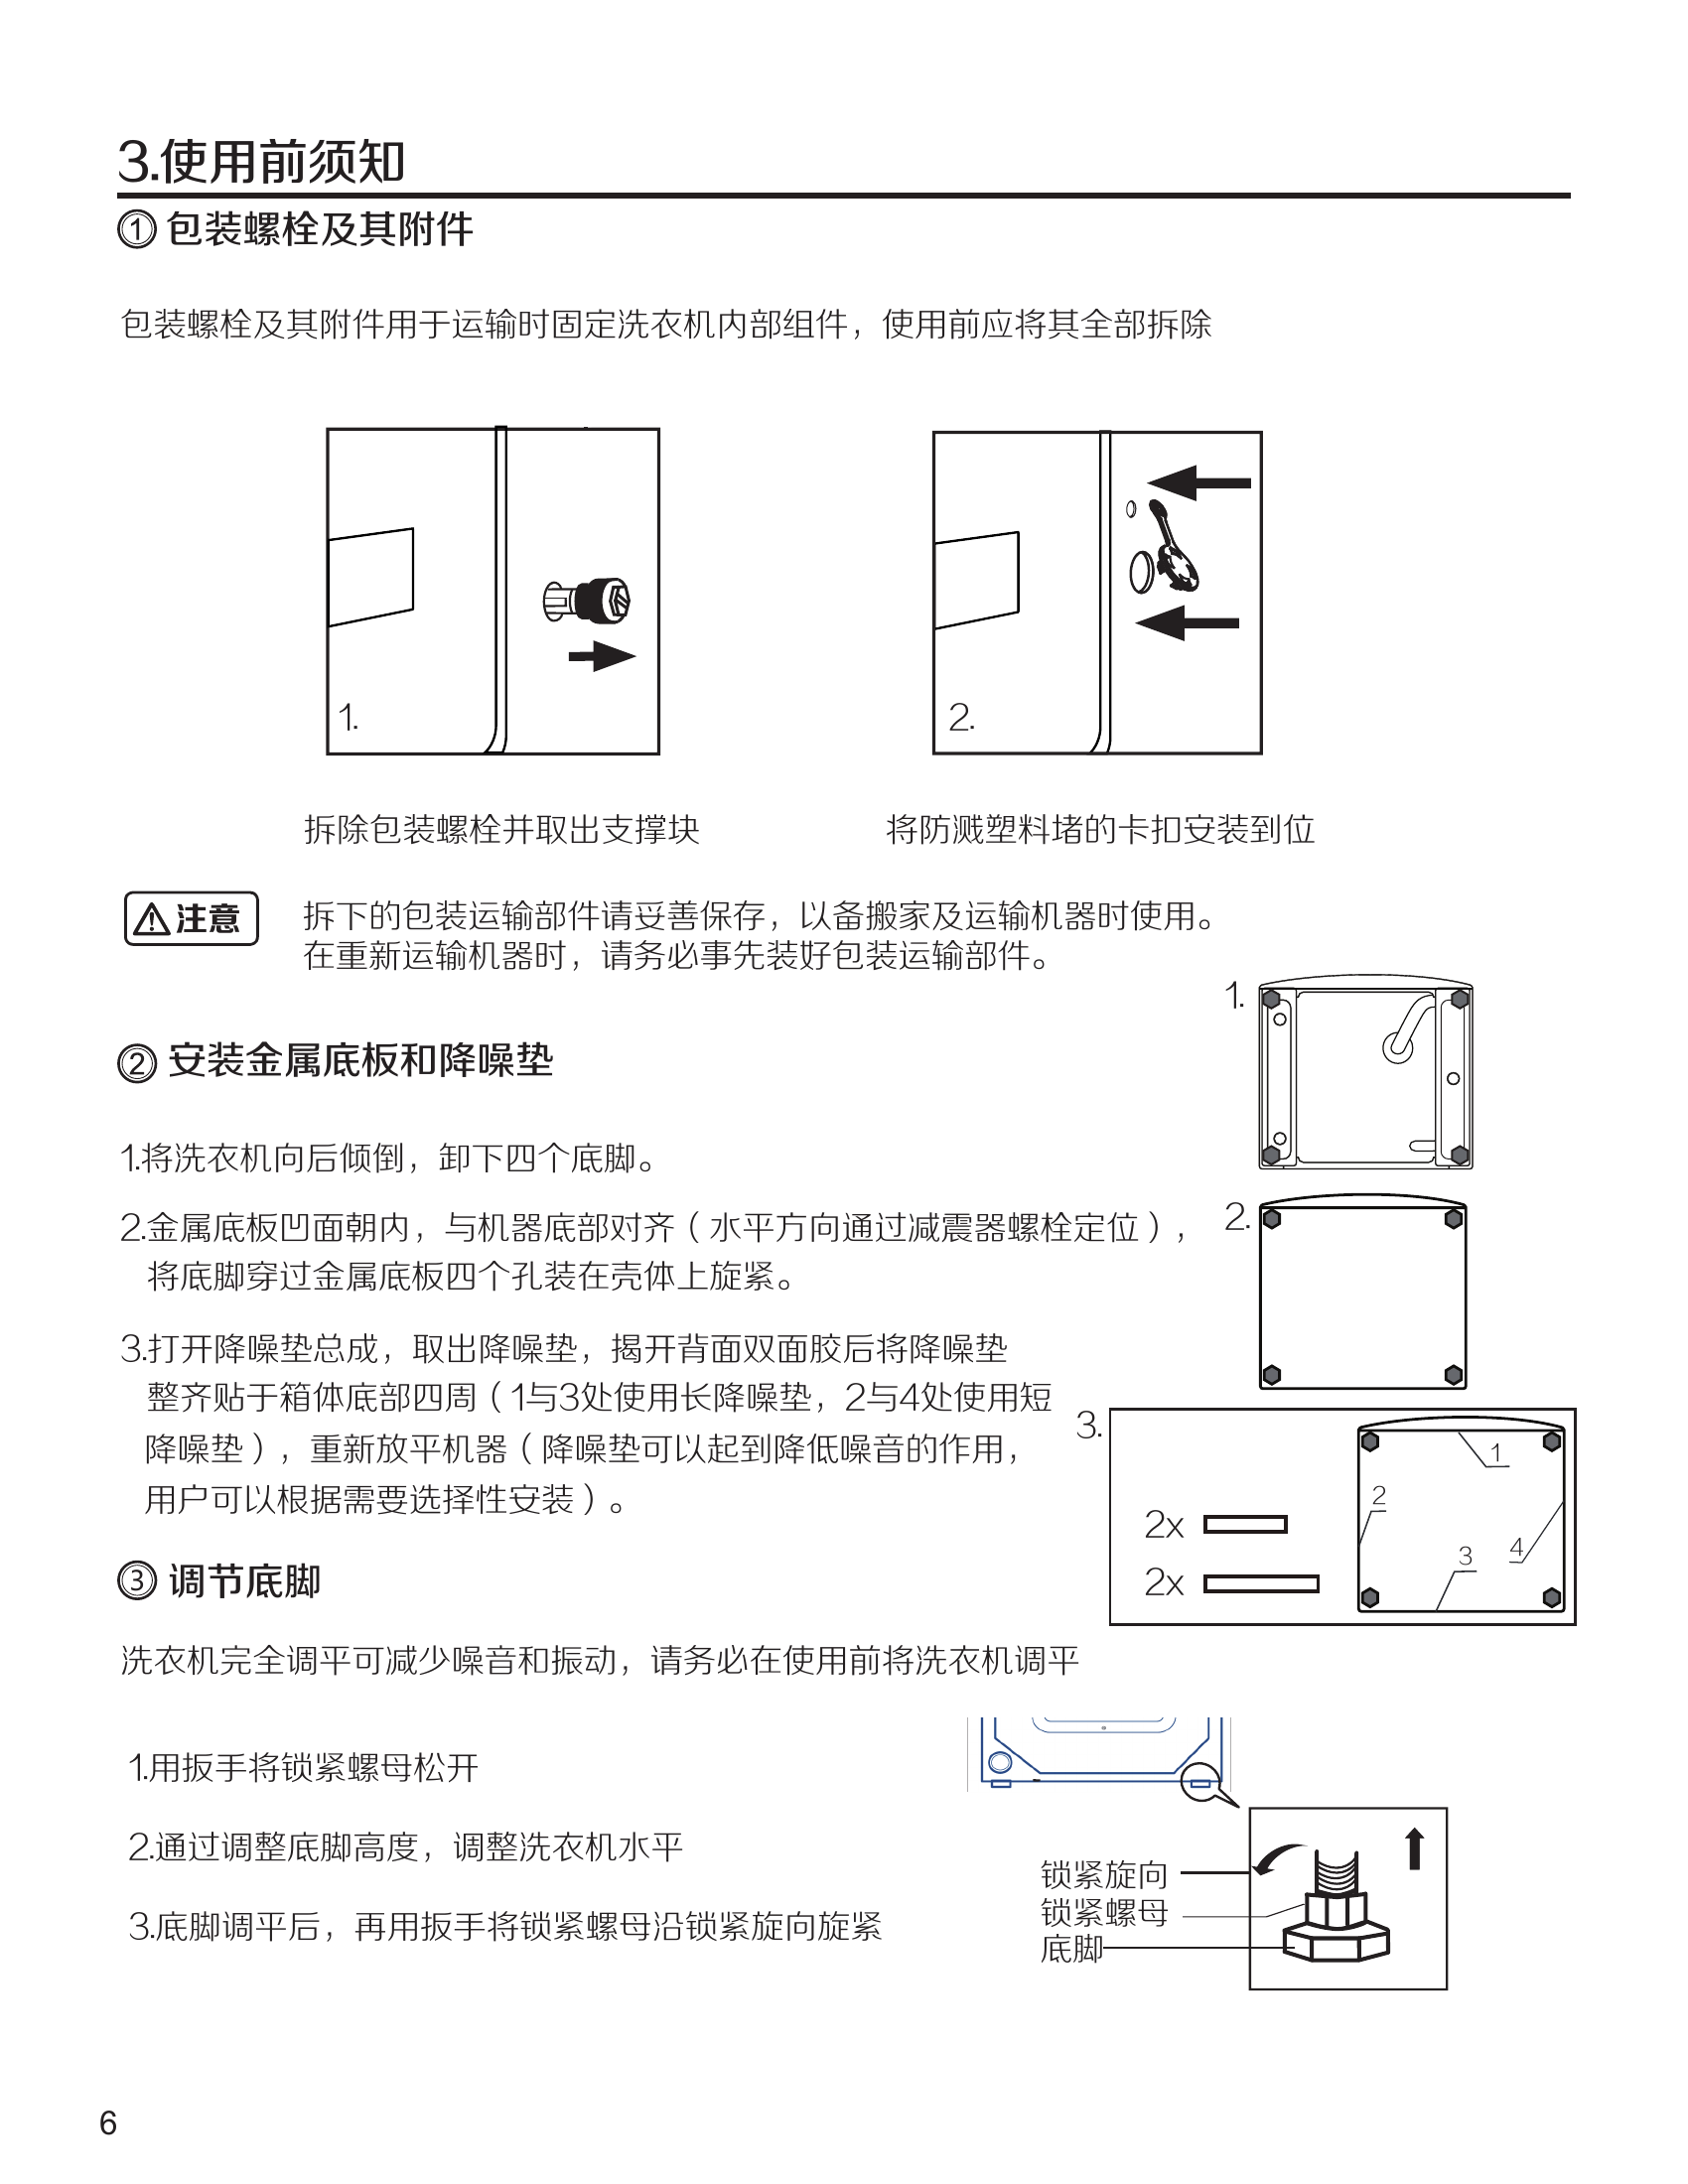 3.使用前须知
① 包装螺栓及其附件
包装螺栓及其附件用于运输时固定洗衣机内部组件，使用前应将其全部拆除
1.
2.
拆除包装螺栓并取出支撑块
将防溅塑料堵的卡扣安装到位
注意
拆下的包装运输部件请妥善保存，以备搬家及运输机器时使用。
在重新运输机器时，请务必事先装好包装运输部件。
1.
② 安装金属底板和降噪垫
1.将洗衣机向后倾倒，卸下四个底脚。
2.金属底板凹面朝内，与机器底部对齐（水平方向通过减震器螺栓定位），
将底脚穿过金属底板四个孔装在壳体上旋紧。
2.
3.打开降噪垫总成，取出降噪垫，揭开背面双面胶后将降噪垫
整齐贴于箱体底部四周（1与3处使用长降噪垫，2与4处使用短
降噪垫），重新放平机器（降噪垫可以起到降低噪音的作用，
用户可以根据需要选择性安装）。
3.
1
2
3
4
2x
2x
③ 调节底脚
洗衣机完全调平可减少噪音和振动，请务必在使用前将洗衣机调平
1.用扳手将锁紧螺母松开
2.通过调整底脚高度，调整洗衣机水平
3.底脚调平后，再用扳手将锁紧螺母沿锁紧旋向旋紧
锁紧旋向
锁紧螺母
底脚
6